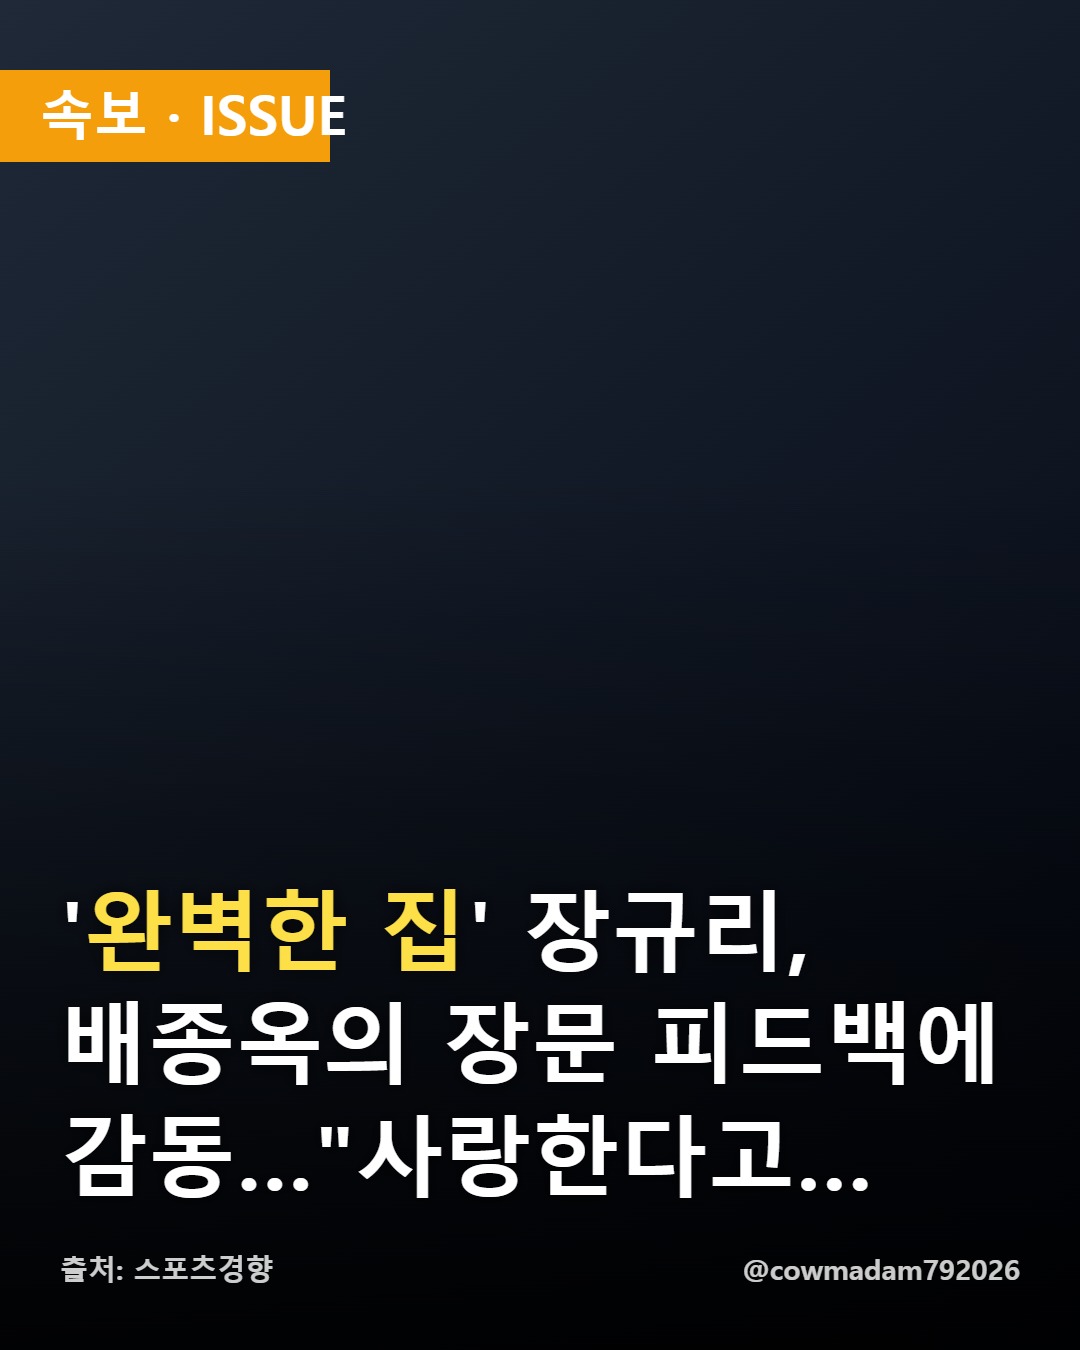 속보 · ISSUE
'완벽한 집' 장규리,
배종옥의 장문 피드백에
감동..."사랑한다고...
출처: 스포츠경향
@cowmadam792026